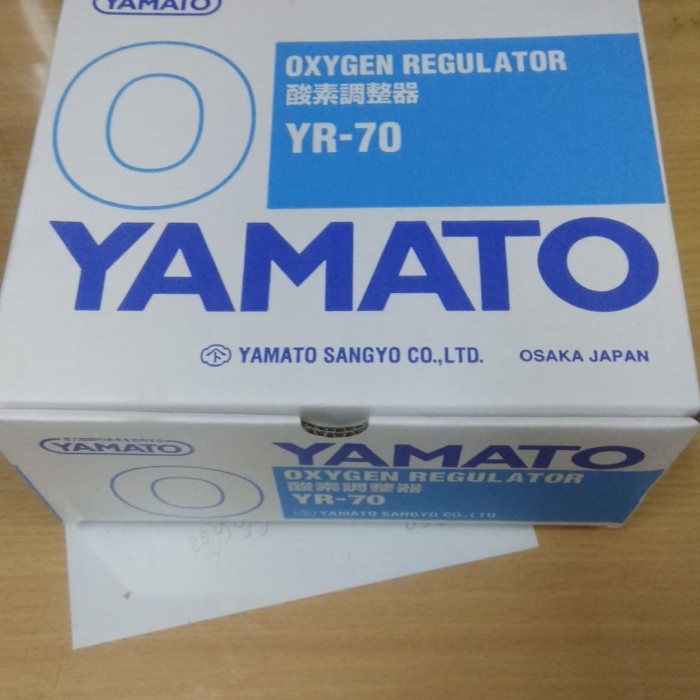 YAMATO
O
OXYGEN REGULATOR
酸素調整器
YR-70
YAMATO
YAMATO SANGYO CO.,LTD. OSAKA JAPAN
YAMATO
YAMATO
O
OXYGEN REGULATOR
酸素調整器
YR-70
YAMATO SANGYO CO.,LTD.